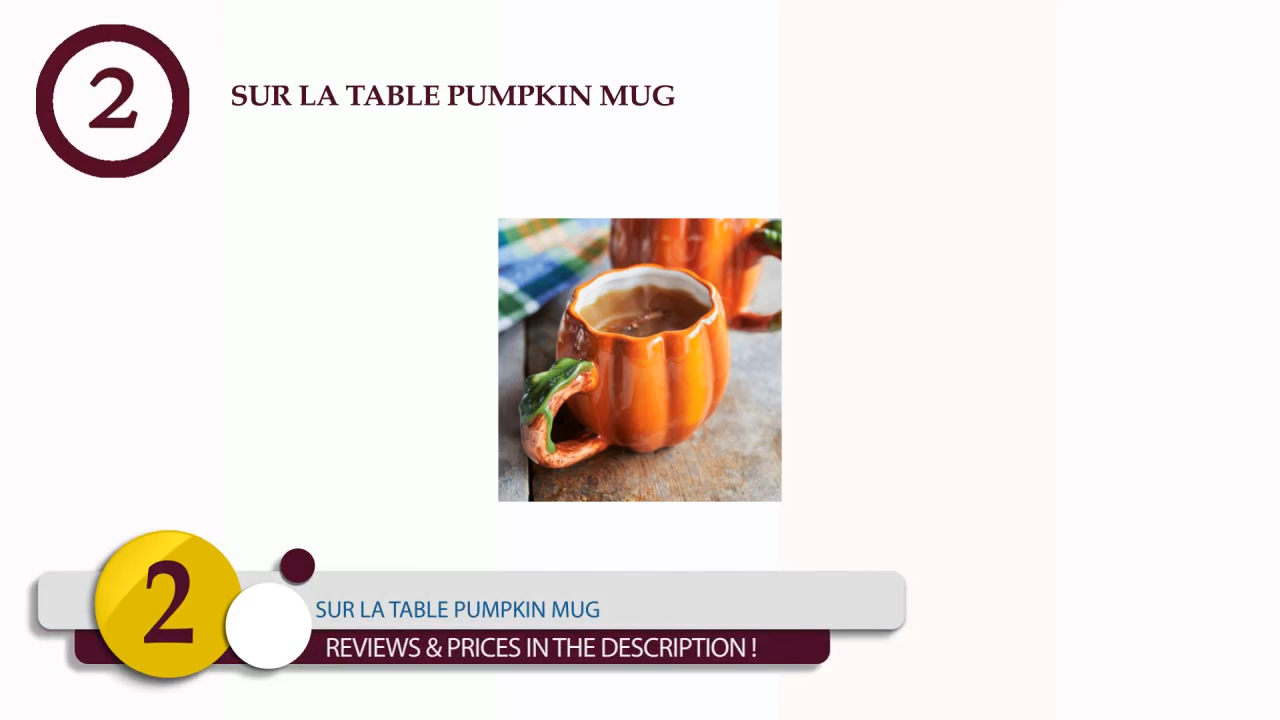 2
SUR LA TABLE PUMPKIN MUG
2
SUR LA TABLE PUMPKIN MUG
REVIEWS & PRICES IN THE DESCRIPTION !